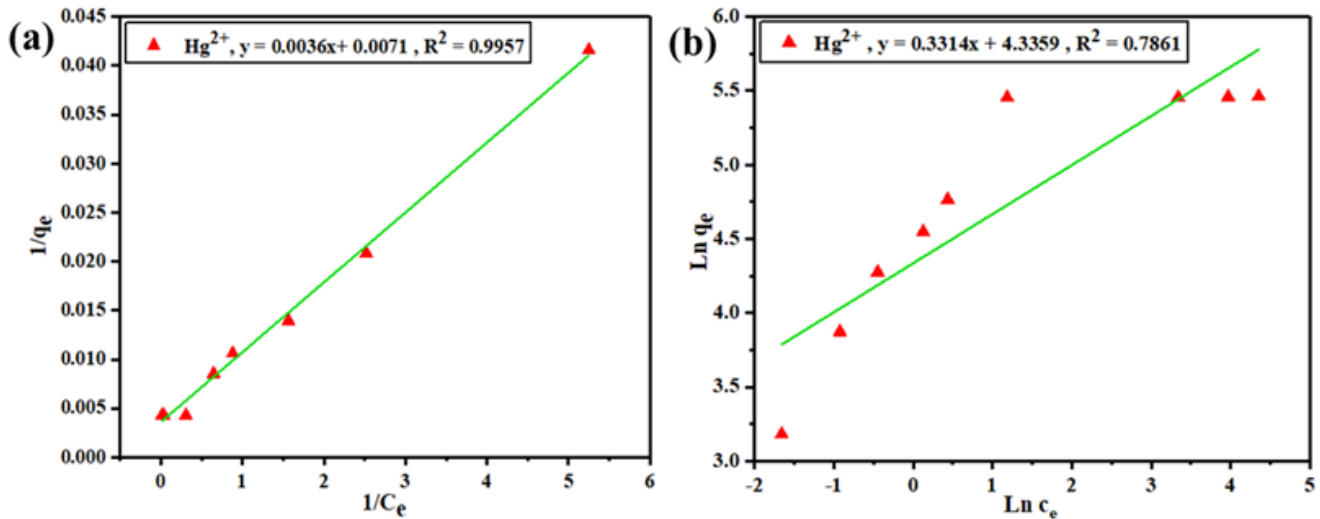 (a)
Hg²⁺, y = 0.0036x+ 0.0071 , R² = 0.9957
0.045
0.040
0.035
0.030
0.025
0.020
0.015
0.010
0.005
0.000
1/qₑ
0 1 2 3 4 5 6
1/Cₑ
(b)
Hg²⁺ , y = 0.3314x + 4.3359 , R² = 0.7861
6.0
5.5
5.0
4.5
4.0
3.5
3.0
Ln qₑ
-2 -1 0 1 2 3 4 5
Ln cₑ